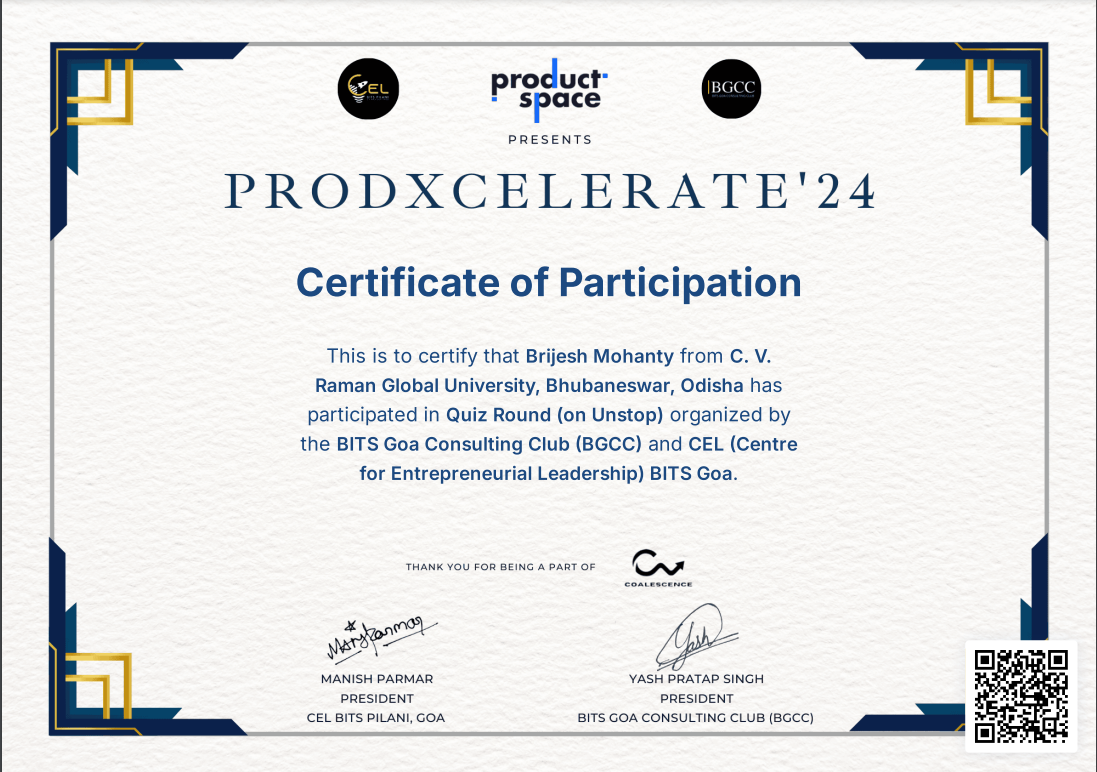 CEL
product
space
BGCC
PRESENTS
PRODXCELERATE'24
Certificate of Participation
This is to certify that Brijesh Mohanty from C. V.
Raman Global University, Bhubaneswar, Odisha has
participated in Quiz Round (on Unstop) organized by
the BITS Goa Consulting Club (BGCC) and CEL (Centre
for Entrepreneurial Leadership) BITS Goa.
THANK YOU FOR BEING A PART OF
COALESCENCE
Yash
MANISH PARMAR
PRESIDENT
CEL BITS PILANI, GOA
YASH PRATAP SINGH
PRESIDENT
BITS GOA CONSULTING CLUB (BGCC)